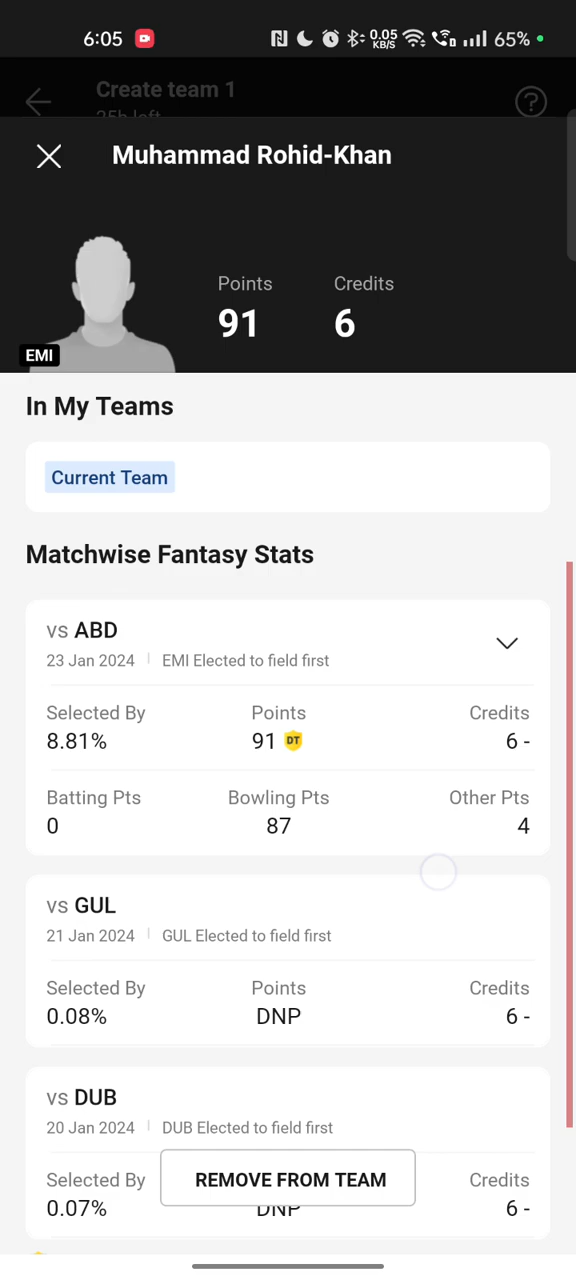 6:05 0.05 KB/S 65%
Create team 1
25h left
?
Muhammad Rohid-Khan
Points Credits
91 6
EMI
In My Teams
Current Team
Matchwise Fantasy Stats
vs ABD
23 Jan 2024 EMI Elected to field first
Selected By Points Credits
8.81% 91 DT 6 -
Batting Pts Bowling Pts Other Pts
0 87 4
vs GUL
21 Jan 2024 GUL Elected to field first
Selected By Points Credits
0.08% DNP 6 -
vs DUB
20 Jan 2024 DUB Elected to field first
Selected By REMOVE FROM TEAM Credits
0.07% DNP 6 -